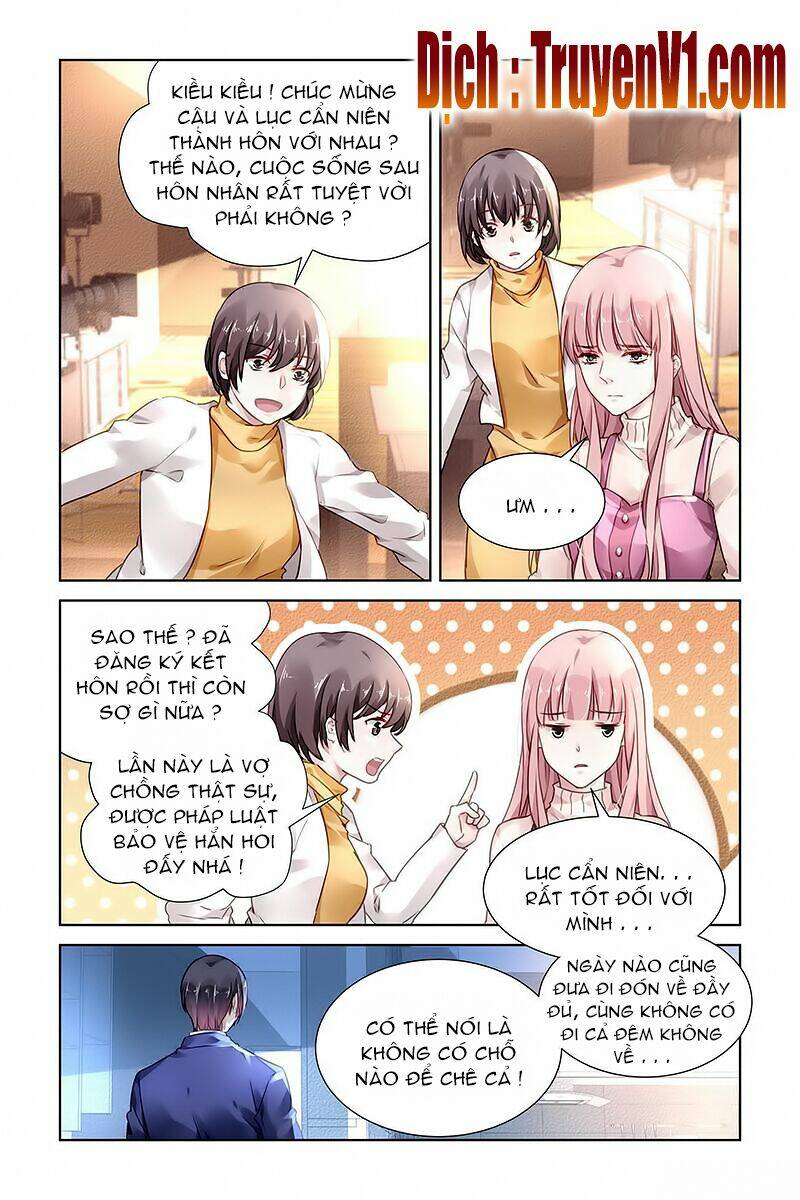 Dịch : TruyenV1.com
KIỀU KIỀU ! CHÚC MỪNG
CẬU VÀ LỤC CẨN NIÊN
THÀNH HÔN VỚI NHAU ?
THẾ NÀO, CUỘC SỐNG SAU
HÔN NHÂN RẤT TUYỆT VỜI
PHẢI KHÔNG ?
ƯM . . .
SAO THẾ ? ĐÃ
ĐĂNG KÝ KẾT
HÔN RỒI THÌ CÒN
SỢ GÌ NỮA ?
LẦN NÀY LÀ VỢ
CHỒNG THẬT SỰ,
ĐƯỢC PHÁP LUẬT
BẢO VỆ HẲN HOI
ĐẤY NHÁ !
LỤC CẨN NIÊN. . .
RẤT TỐT ĐỐI VỚI
MÌNH . . .
NGÀY NÀO CŨNG
ĐƯA ĐI ĐÓN VỀ ĐẦY
ĐỦ, CÙNG KHÔNG CÓ
ĐI CẢ ĐÊM KHÔNG
VỀ . . .
CÓ THỂ NÓI LÀ
KHÔNG CÓ CHỖ
NÀO ĐỂ CHÊ CẢ !